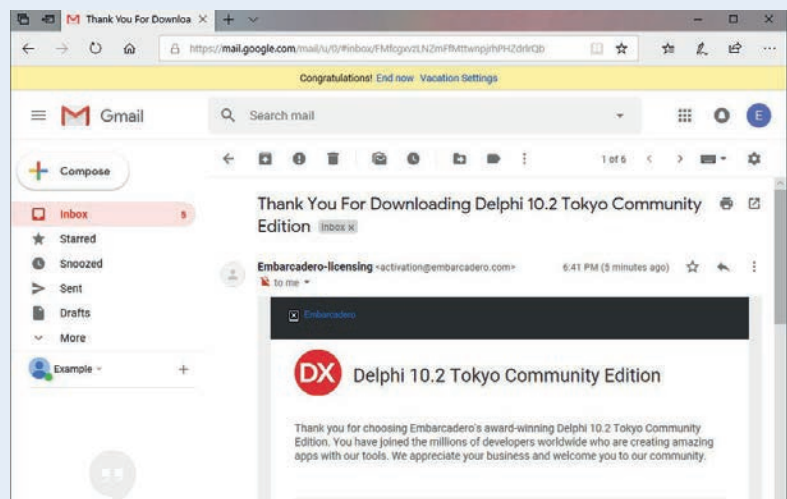 Thank You For Downloa
https://mail.google.com/mail/u/0/#inbox/
Congratulations! End now Vacation Settings
Gmail
Search mail
E
Compose
1 of 6
Inbox 5
Starred
Snoozed
Sent
Drafts
More
Example
Thank You For Downloading Delphi 10.2 Tokyo Community
Edition Inbox x
Embarcadero-licensing <activation@embarcadero.com> 6:41 PM (5 minutes ago)
to me
Embarcadero
DX Delphi 10.2 Tokyo Community Edition
Thank you for choosing Embarcadero's award-winning Delphi 10.2 Tokyo Community
Edition. You have joined the millions of developers worldwide who are creating amazing
apps with our tools. We appreciate your business and welcome you to our community.